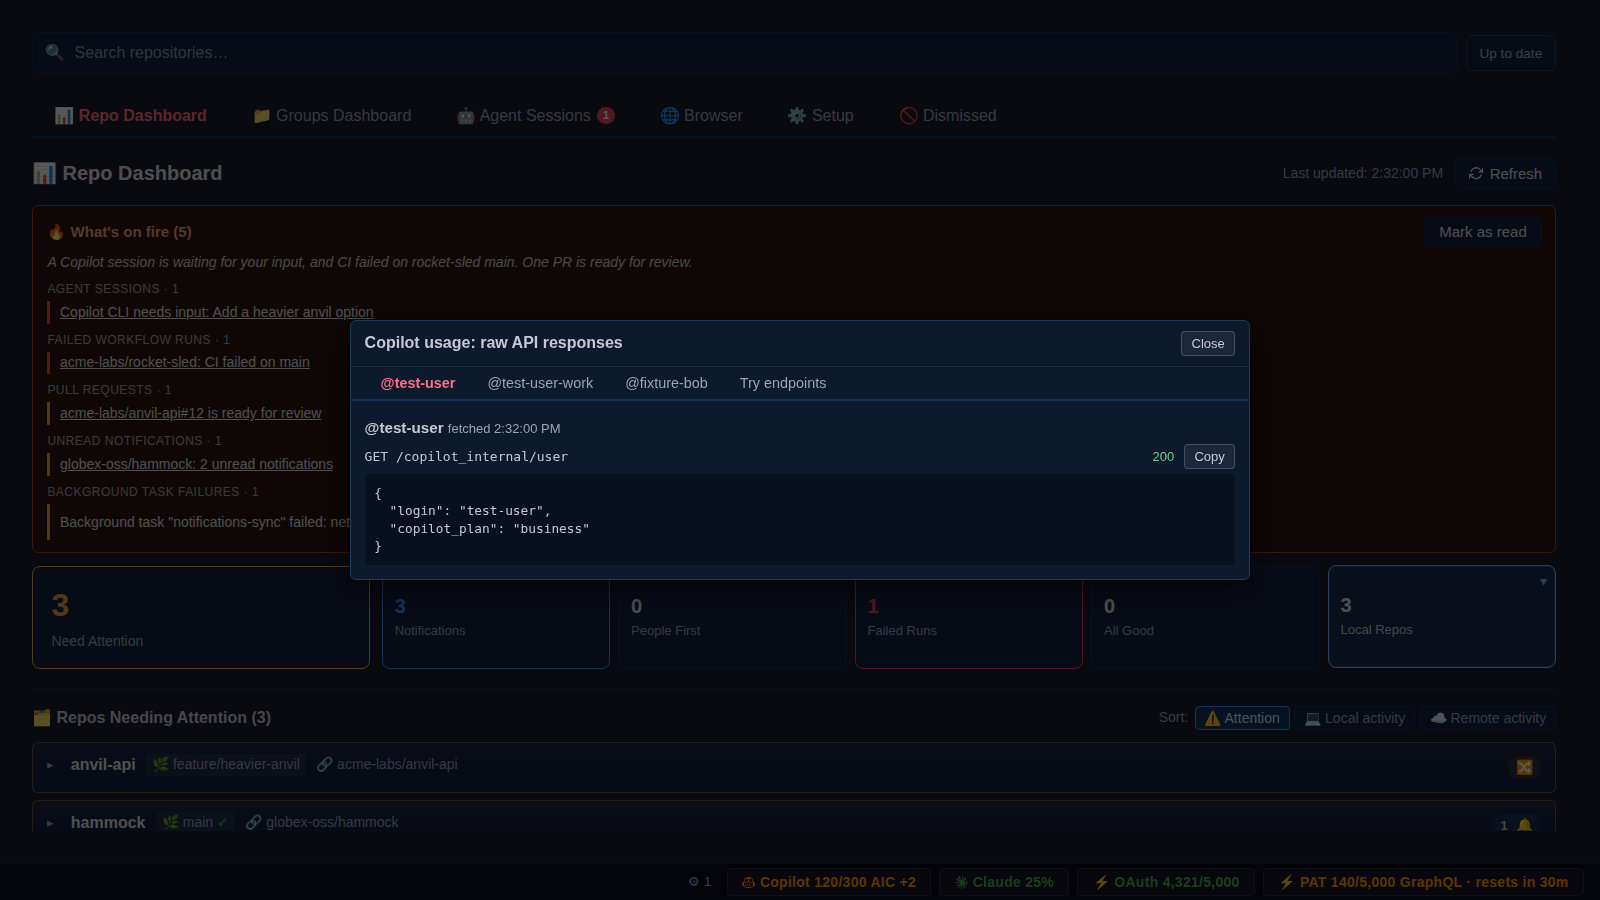 Search repositories…
Up to date
Repo Dashboard
Groups Dashboard
Agent Sessions 1
Browser
Setup
Dismissed
Repo Dashboard
Last updated: 2:32:00 PM
Refresh
What's on fire (5)
Mark as read
A Copilot session is waiting for your input, and CI failed on rocket-sled main. One PR is ready for review.
AGENT SESSIONS · 1
Copilot CLI needs input: Add a heavier anvil option
FAILED WORKFLOW RUNS · 1
acme-labs/rocket-sled: CI failed on main
PULL REQUESTS · 1
acme-labs/anvil-api#12 is ready for review
UNREAD NOTIFICATIONS · 1
globex-oss/hammock: 2 unread notifications
BACKGROUND TASK FAILURES · 1
Background task "notifications-sync" failed: net
Copilot usage: raw API responses
Close
@test-user
@test-user-work
@fixture-bob
Try endpoints
@test-user fetched 2:32:00 PM
GET /copilot_internal/user
200
Copy
{
"login": "test-user",
"copilot_plan": "business"
}
3
Need Attention
3
Notifications
0
People First
1
Failed Runs
0
All Good
3
Local Repos
Repos Needing Attention (3)
Sort:
Attention
Local activity
Remote activity
anvil-api
feature/heavier-anvil
acme-labs/anvil-api
hammock
main ✓
globex-oss/hammock
1
1
Copilot 120/300 AIC +2
Claude 25%
OAuth 4,321/5,000
PAT 140/5,000 GraphQL · resets in 30m